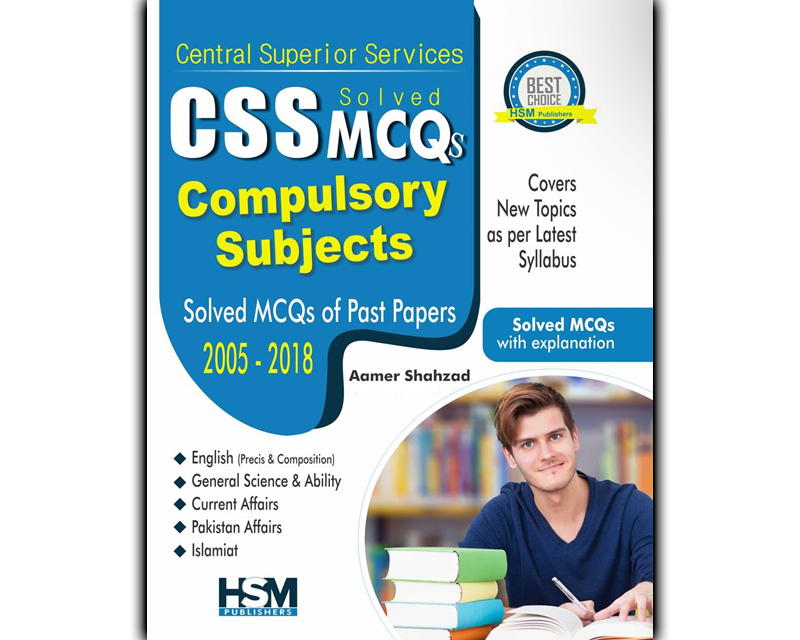 Central Superior Services
Solved
CSS MCQs
Compulsory
Subjects
Solved MCQs of Past Papers
2005 - 2018
BEST
CHOICE
HSM Publishers
Covers
New Topics
as per Latest
Syllabus
Solved MCQs
with explanation
Aamer Shahzad
English (Precis & Composition)
General Science & Ability
Current Affairs
Pakistan Affairs
Islamiat
HSM
PUBLISHERS